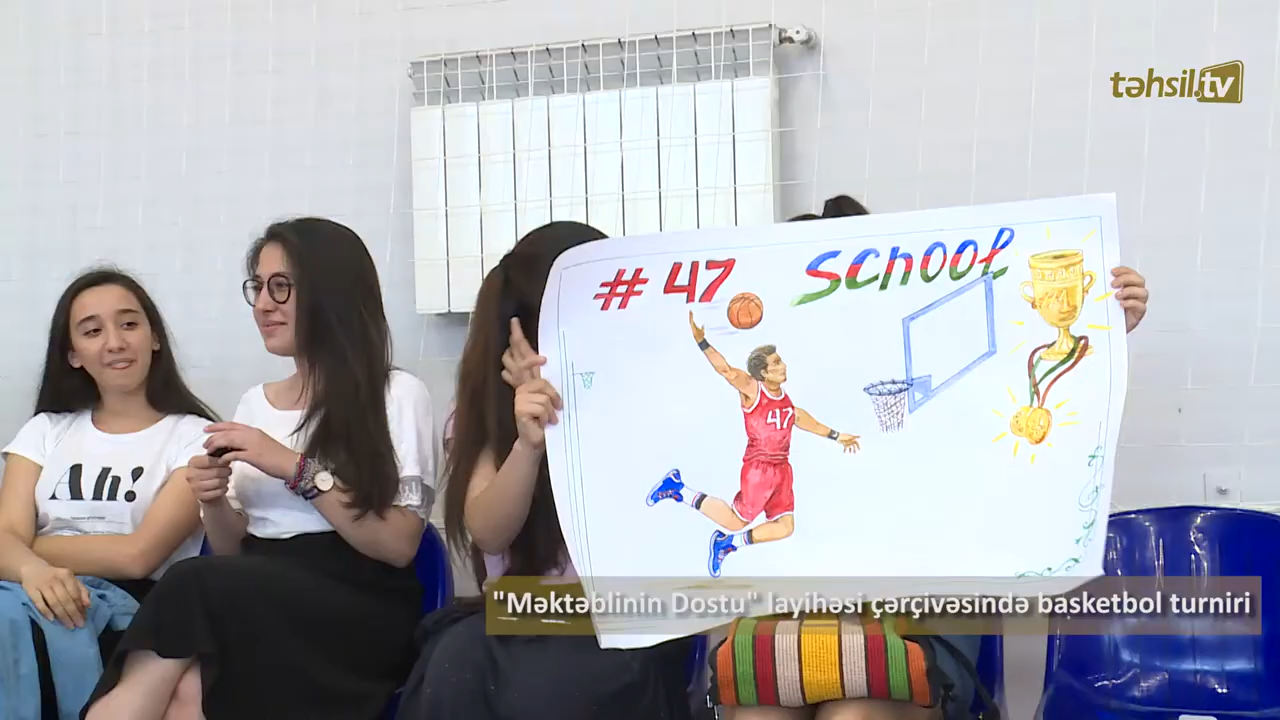 təhsil.tv
# 47 SCHOOL
47
Ah!
"Məktəblinin Dostu" layihəsi çərçivəsində basketbol turniri